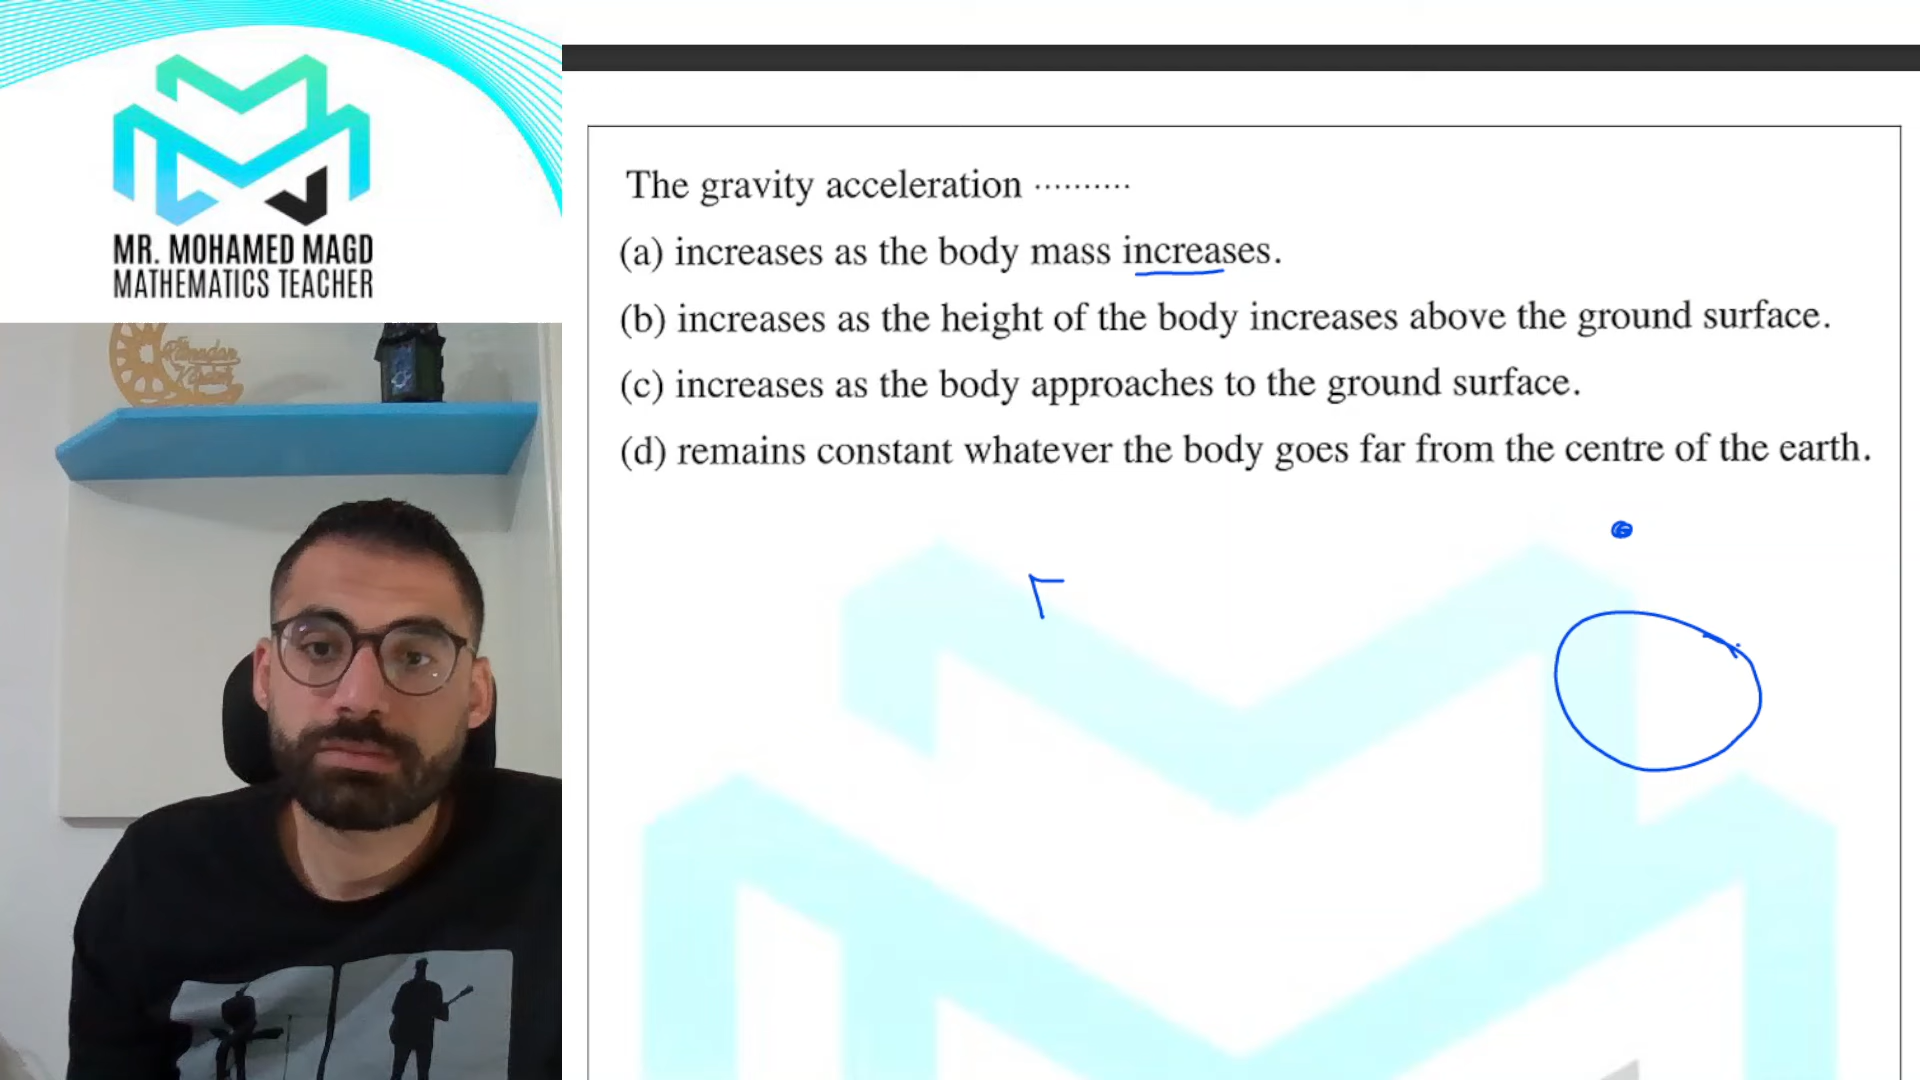 MR. MOHAMED MAGD
MATHEMATICS TEACHER
Ramadan
The gravity acceleration ··········
(a) increases as the body mass increases.
(b) increases as the height of the body increases above the ground surface.
(c) increases as the body approaches to the ground surface.
(d) remains constant whatever the body goes far from the centre of the earth.